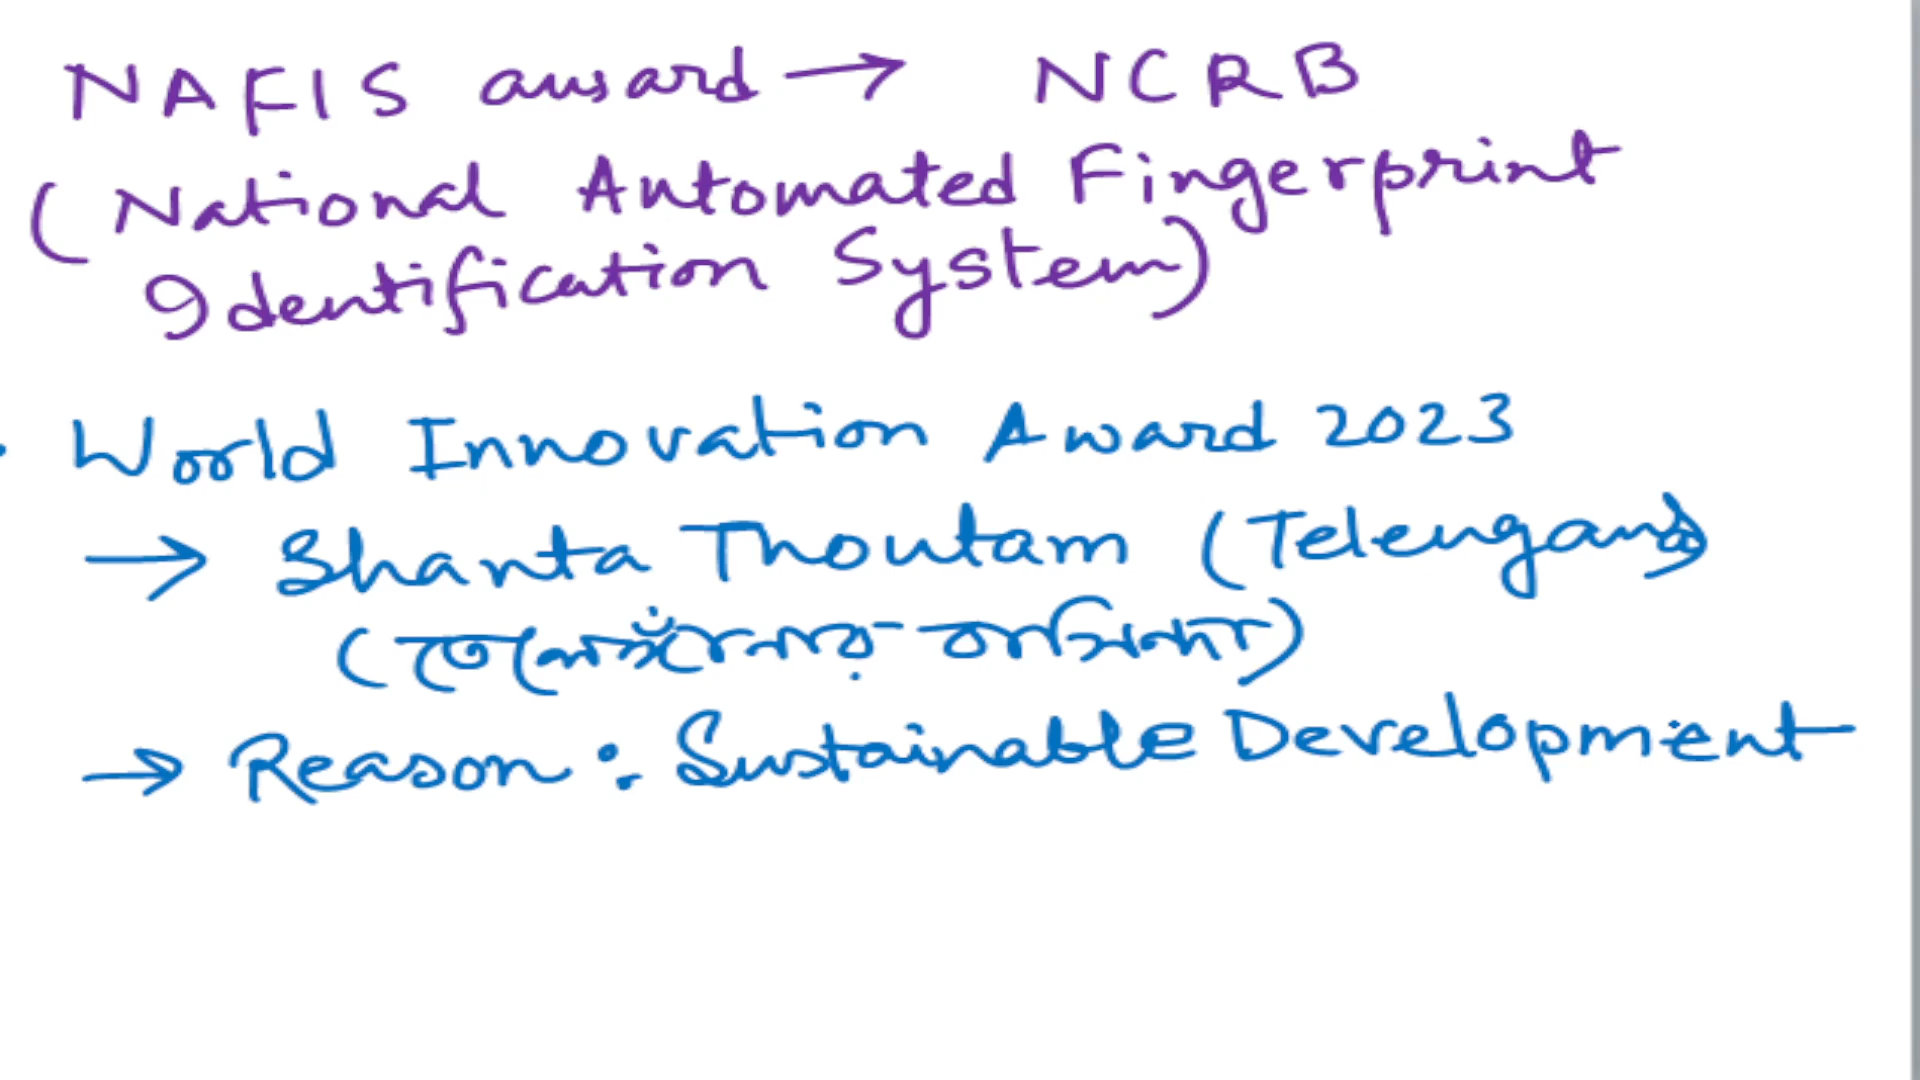 NAFIS award → NCRB
(National Automated Fingerprint
Identification System)
• World Innovation Award 2023
→ Shanta Thoutam (Telengana)
(
→ Reason : Sustainable Development